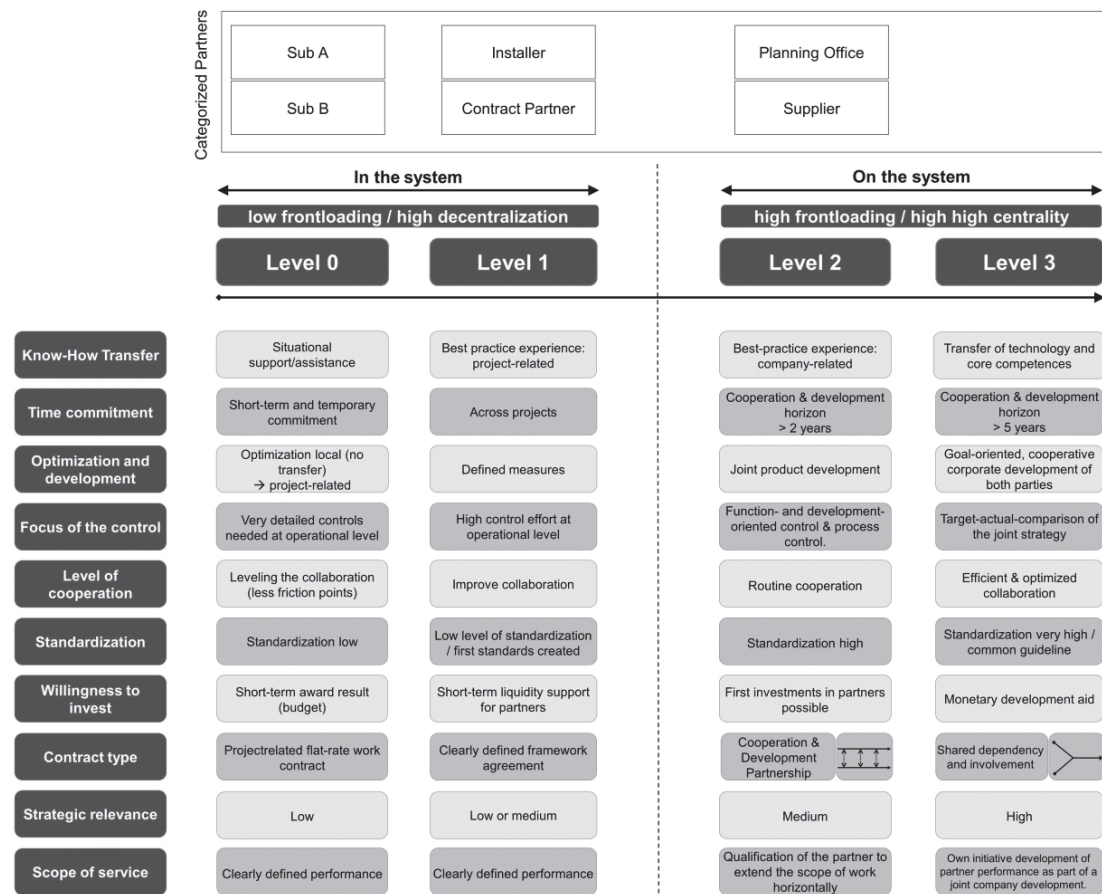 Categorized Partners
Sub A
Installer
Planning Office
Sub B
Contract Partner
Supplier
In the system
On the system
low frontloading / high decentralization
high frontloading / high high centrality
Level 0
Level 1
Level 2
Level 3
Know-How Transfer
Situational
support/assistance
Best practice experience:
project-related
Best-practice experience:
company-related
Transfer of technology and
core competences
Time commitment
Short-term and temporary
commitment
Across projects
Cooperation & development
horizon
> 2 years
Cooperation & development
horizon
> 5 years
Optimization and
development
Optimization local (no
transfer)
→ project-related
Defined measures
Joint product development
Goal-oriented, cooperative
corporate development of
both parties
Focus of the control
Very detailed controls
needed at operational level
High control effort at
operational level
Function- and development-
oriented control & process
control.
Target-actual-comparison of
the joint strategy
Level of
cooperation
Leveling the collaboration
(less friction points)
Improve collaboration
Routine cooperation
Efficient & optimized
collaboration
Standardization
Standardization low
Low level of standardization
/ first standards created
Standardization high
Standardization very high /
common guideline
Willingness to
invest
Short-term award result
(budget)
Short-term liquidity support
for partners
First investments in partners
possible
Monetary development aid
Contract type
Projectrelated flat-rate work
contract
Clearly defined framework
agreement
Cooperation &
Development
Partnership
Shared dependency
and involvement
Strategic relevance
Low
Low or medium
Medium
High
Scope of service
Clearly defined performance
Clearly defined performance
Qualification of the partner to
extend the scope of work
horizontally
Own initiative development of
partner performance as part of a
joint company development.